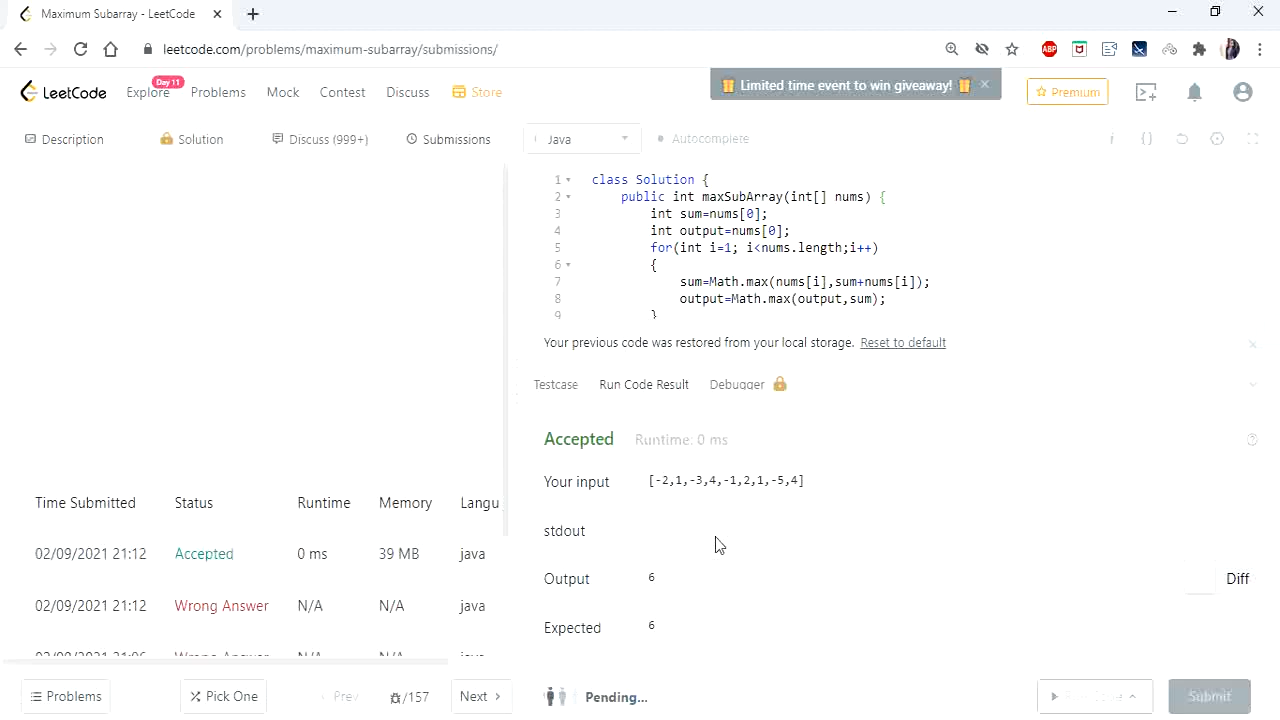 Maximum Subarray - LeetCode
leetcode.com/problems/maximum-subarray/submissions/
ABP
LeetCode
Explore
Day 11
Problems
Mock
Contest
Discuss
Store
Limited time event to win giveaway!
Premium
Description
Solution
Discuss (999+)
Submissions
i Java
Autocomplete
i {}
1 class Solution {
2 public int maxSubArray(int[] nums) {
3 int sum=nums[0];
4 int output=nums[0];
5 for(int i=1; i<nums.length;i++)
6 {
7 sum=Math.max(nums[i],sum+nums[i]);
8 output=Math.max(output,sum);
9 }
Your previous code was restored from your local storage. Reset to default
Testcase Run Code Result Debugger
Accepted Runtime: 0 ms
Your input [-2,1,-3,4,-1,2,1,-5,4]
stdout
Output 6
Diff
Expected 6
Time Submitted Status Runtime Memory Langu
02/09/2021 21:12 Accepted 0 ms 39 MB java
02/09/2021 21:12 Wrong Answer N/A N/A java
Problems
Pick One
Prev
/157
Next
Pending...
Submit